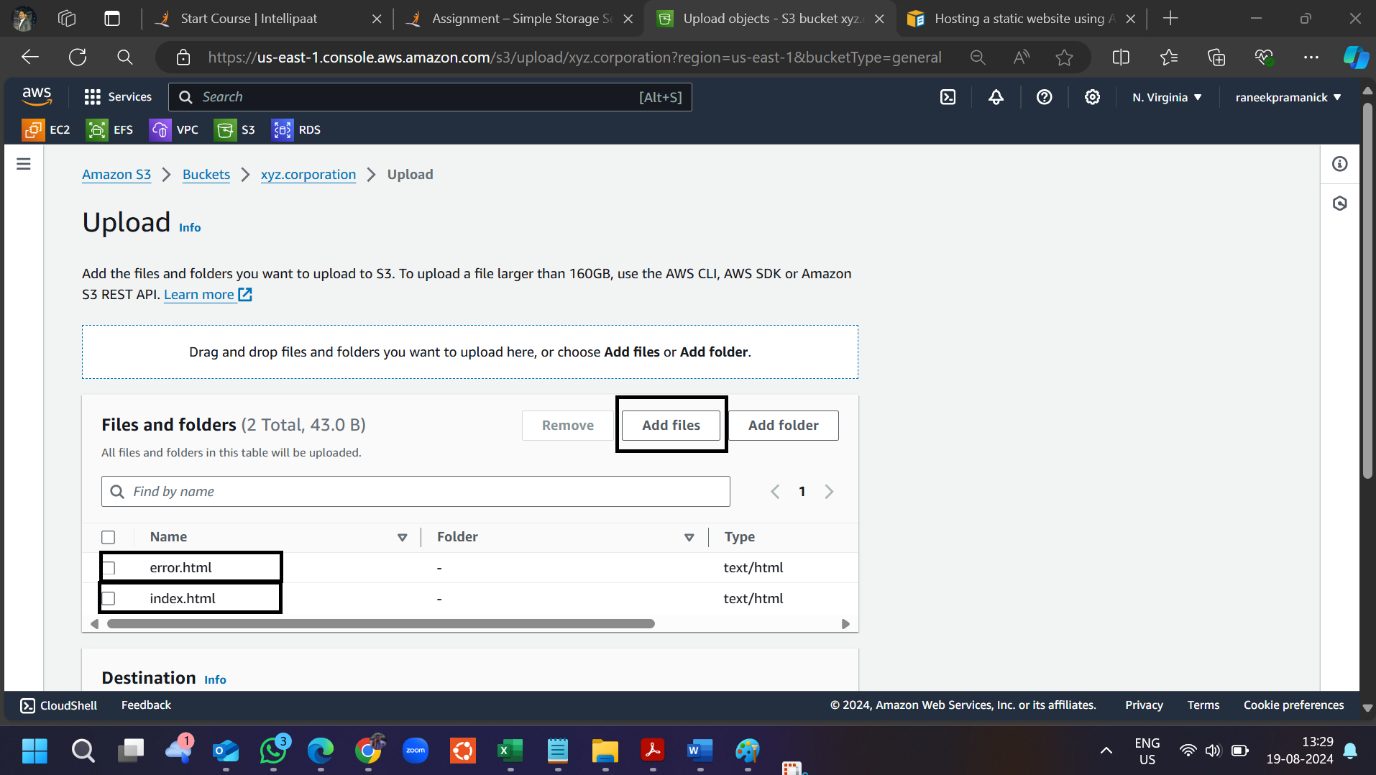 Start Course | Intellipaat
Assignment – Simple Storage S
Upload objects - S3 bucket xyz.
Hosting a static website using A
https://us-east-1.console.aws.amazon.com/s3/upload/xyz.corporation?region=us-east-1&bucketType=general
aws
Services
Search
[Alt+S]
N. Virginia
raneekpramanick
EC2
EFS
VPC
S3
RDS
Amazon S3
Buckets
xyz.corporation
Upload
Upload Info
Add the files and folders you want to upload to S3. To upload a file larger than 160GB, use the AWS CLI, AWS SDK or Amazon
S3 REST API. Learn more
Drag and drop files and folders you want to upload here, or choose Add files or Add folder.
Files and folders (2 Total, 43.0 B)
Remove
Add files
Add folder
All files and folders in this table will be uploaded.
Find by name
1
Name
Folder
Type
error.html - text/html
index.html - text/html
Destination Info
CloudShell
Feedback
© 2024, Amazon Web Services, Inc. or its affiliates.
Privacy
Terms
Cookie preferences
1
3
zoom
ENG
US
13:29
19-08-2024